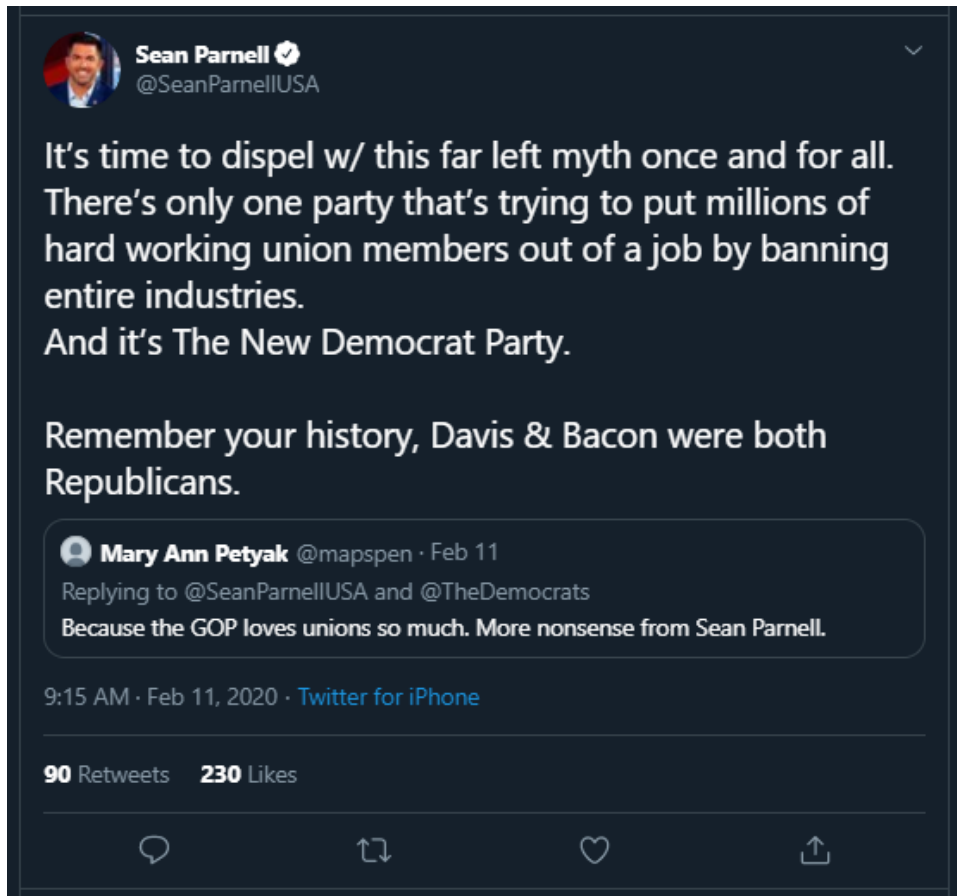 Sean Parnell
@SeanParnellUSA
It's time to dispel w/ this far left myth once and for all.
There's only one party that's trying to put millions of
hard working union members out of a job by banning
entire industries.
And it's The New Democrat Party.
Remember your history, Davis & Bacon were both
Republicans.
Mary Ann Petyak @mapspen · Feb 11
Replying to @SeanParnellUSA and @TheDemocrats
Because the GOP loves unions so much. More nonsense from Sean Parnell.
9:15 AM · Feb 11, 2020 · Twitter for iPhone
90 Retweets 230 Likes